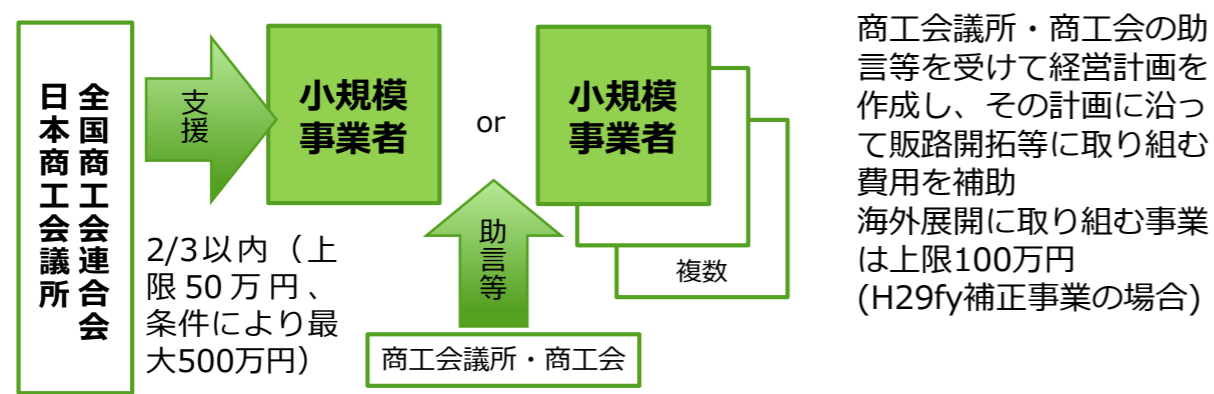 全国商工会連合会
日本商工会議所
支援
2/3以内（上
限50万円、
条件により最
大500万円）
小規模
事業者
or
小規模
事業者
複数
助言等
商工会議所・商工会
商工会議所・商工会の助
言等を受けて経営計画を
作成し、その計画に沿っ
て販路開拓等に取り組む
費用を補助
海外展開に取り組む事業
は上限100万円
(H29fy補正事業の場合)